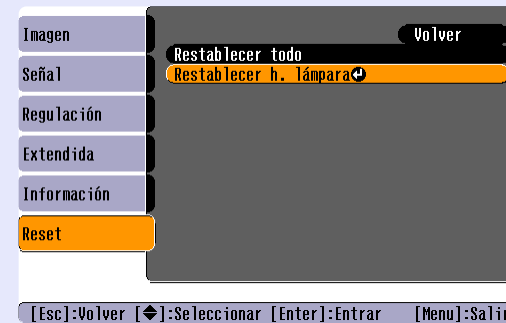 Imagen
Señal
Regulación
Extendida
Información
Reset
Volver
Restablecer todo
Restablecer h. lámpara
[Esc]:Volver [◆]:Seleccionar [Enter]:Entrar [Menu]:Salir